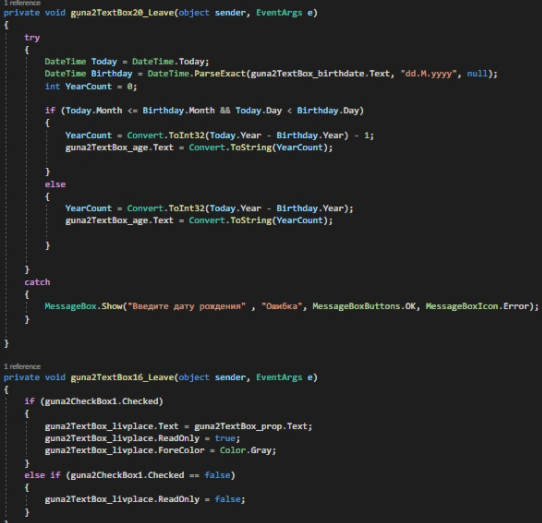 1 reference
private void guna2TextBox20_Leave(object sender, EventArgs e)
{
try
{
DateTime Today = DateTime.Today;
DateTime Birthday = DateTime.ParseExact(guna2TextBox_birthdate.Text, "dd.M.yyyy", null);
int YearCount = 0;
if (Today.Month <= Birthday.Month && Today.Day < Birthday.Day)
{
YearCount = Convert.ToInt32(Today.Year - Birthday.Year) - 1;
guna2TextBox_age.Text = Convert.ToString(YearCount);
}
else
{
YearCount = Convert.ToInt32(Today.Year - Birthday.Year);
guna2TextBox_age.Text = Convert.ToString(YearCount);
}
}
catch
{
MessageBox.Show("Введите дату рождения" , "Ошибка", MessageBoxButtons.OK, MessageBoxIcon.Error);
}
}
1 reference
private void guna2TextBox16_Leave(object sender, EventArgs e)
{
if (guna2CheckBox1.Checked)
{
guna2TextBox_livplace.Text = guna2TextBox_prop.Text;
guna2TextBox_livplace.ReadOnly = true;
guna2TextBox_livplace.ForeColor = Color.Gray;
}
else if (guna2CheckBox1.Checked == false)
{
guna2TextBox_livplace.ReadOnly = false;
}